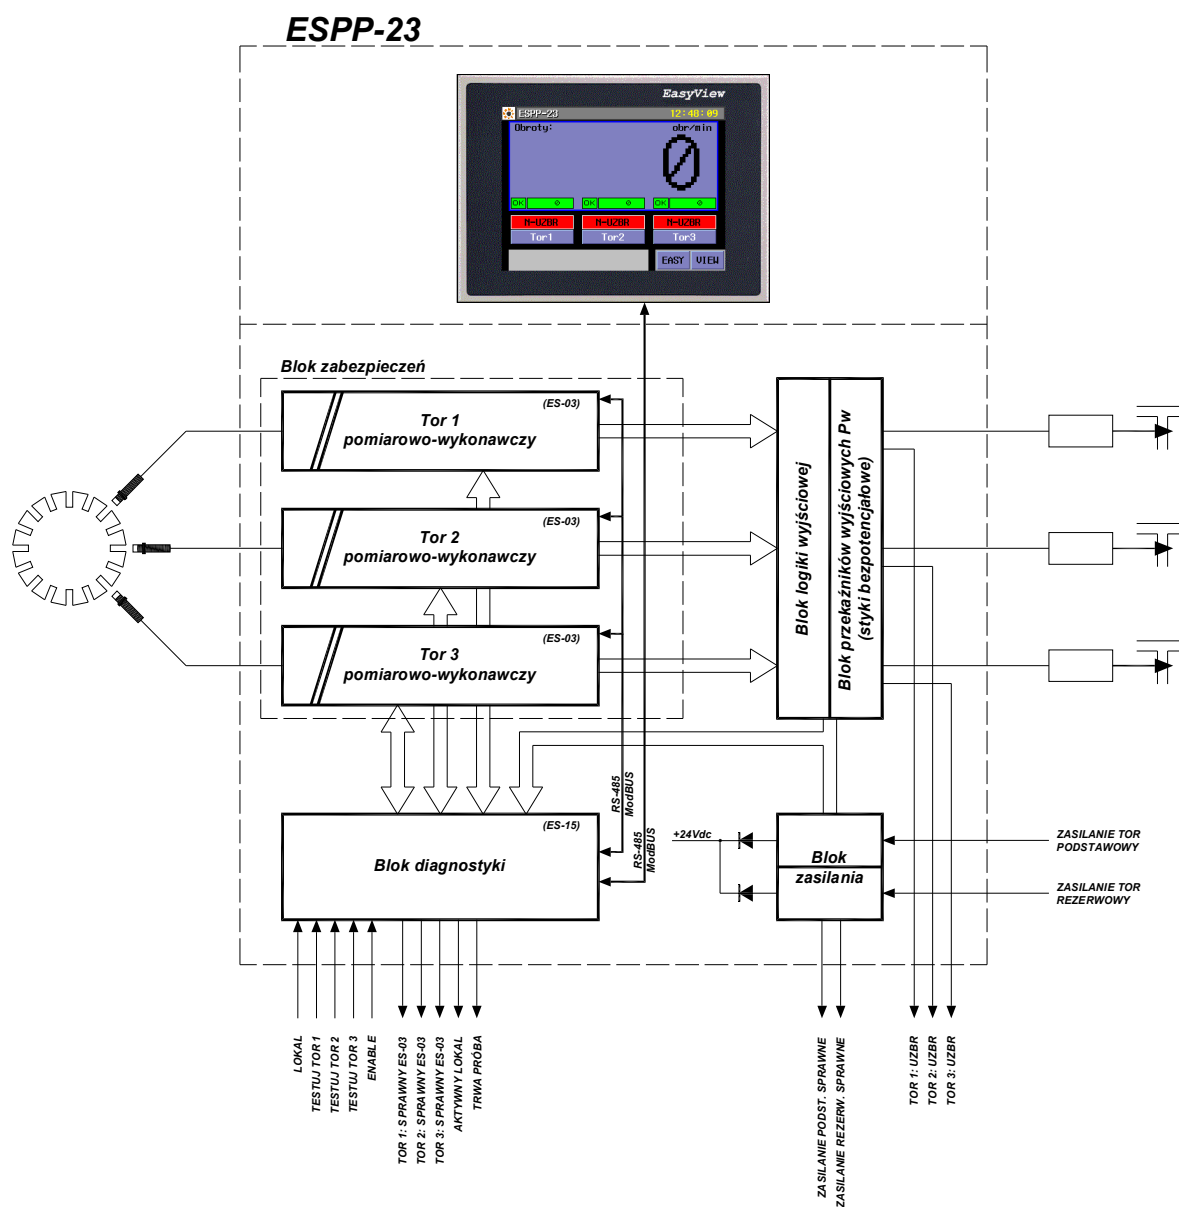 ESPP-23
EasyView
ESPP-23 12:48:09
Obroty: obr/min
0
OK 0 OK 0 OK 0
N-UZBR N-UZBR N-UZBR
Tor1 Tor2 Tor3
EASY VIEW
Blok zabezpieczeń
(ES-03)
Tor 1
pomiarowo-wykonawczy
(ES-03)
Tor 2
pomiarowo-wykonawczy
(ES-03)
Tor 3
pomiarowo-wykonawczy
Blok logiki wyjściowej
Blok przekaźników wyjściowych Pw
(styki bezpotencjałowe)
RS-485
ModBUS
RS-485
ModBUS
(ES-15)
Blok diagnostyki
+24Vdc
Blok
zasilania
ZASILANIE TOR
PODSTAWOWY
ZASILANIE TOR
REZERWOWY
LOKAL
TESTUJ TOR 1
TESTUJ TOR 2
TESTUJ TOR 3
ENABLE
TOR 1: SPRAWNY ES-03
TOR 2: SPRAWNY ES-03
TOR 3: SPRAWNY ES-03
AKTYWNY LOKAL
TRWA PRÓBA
ZASILANIE PODST. SPRAWNE
ZASILANIE REZERW. SPRAWNE
TOR 1: UZBR
TOR 2: UZBR
TOR 3: UZBR